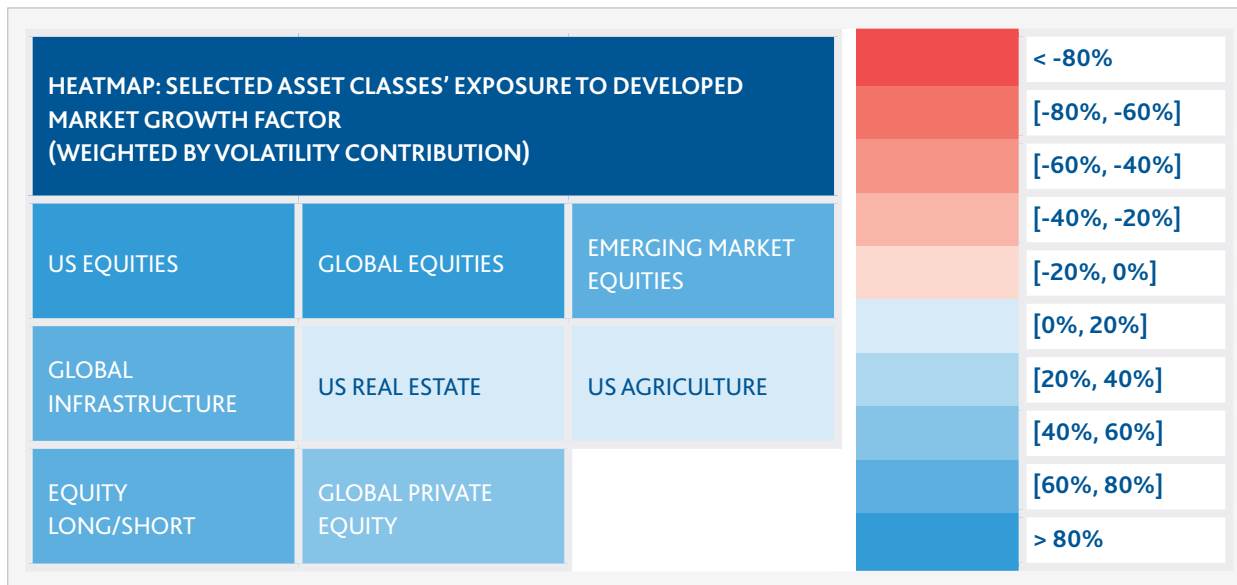 HEATMAP: SELECTED ASSET CLASSES’ EXPOSURE TO DEVELOPED
MARKET GROWTH FACTOR
(WEIGHTED BY VOLATILITY CONTRIBUTION)
US EQUITIES
GLOBAL EQUITIES
EMERGING MARKET
EQUITIES
GLOBAL
INFRASTRUCTURE
US REAL ESTATE
US AGRICULTURE
EQUITY
LONG/SHORT
GLOBAL PRIVATE
EQUITY
< -80%
[-80%, -60%]
[-60%, -40%]
[-40%, -20%]
[-20%, 0%]
[0%, 20%]
[20%, 40%]
[40%, 60%]
[60%, 80%]
> 80%